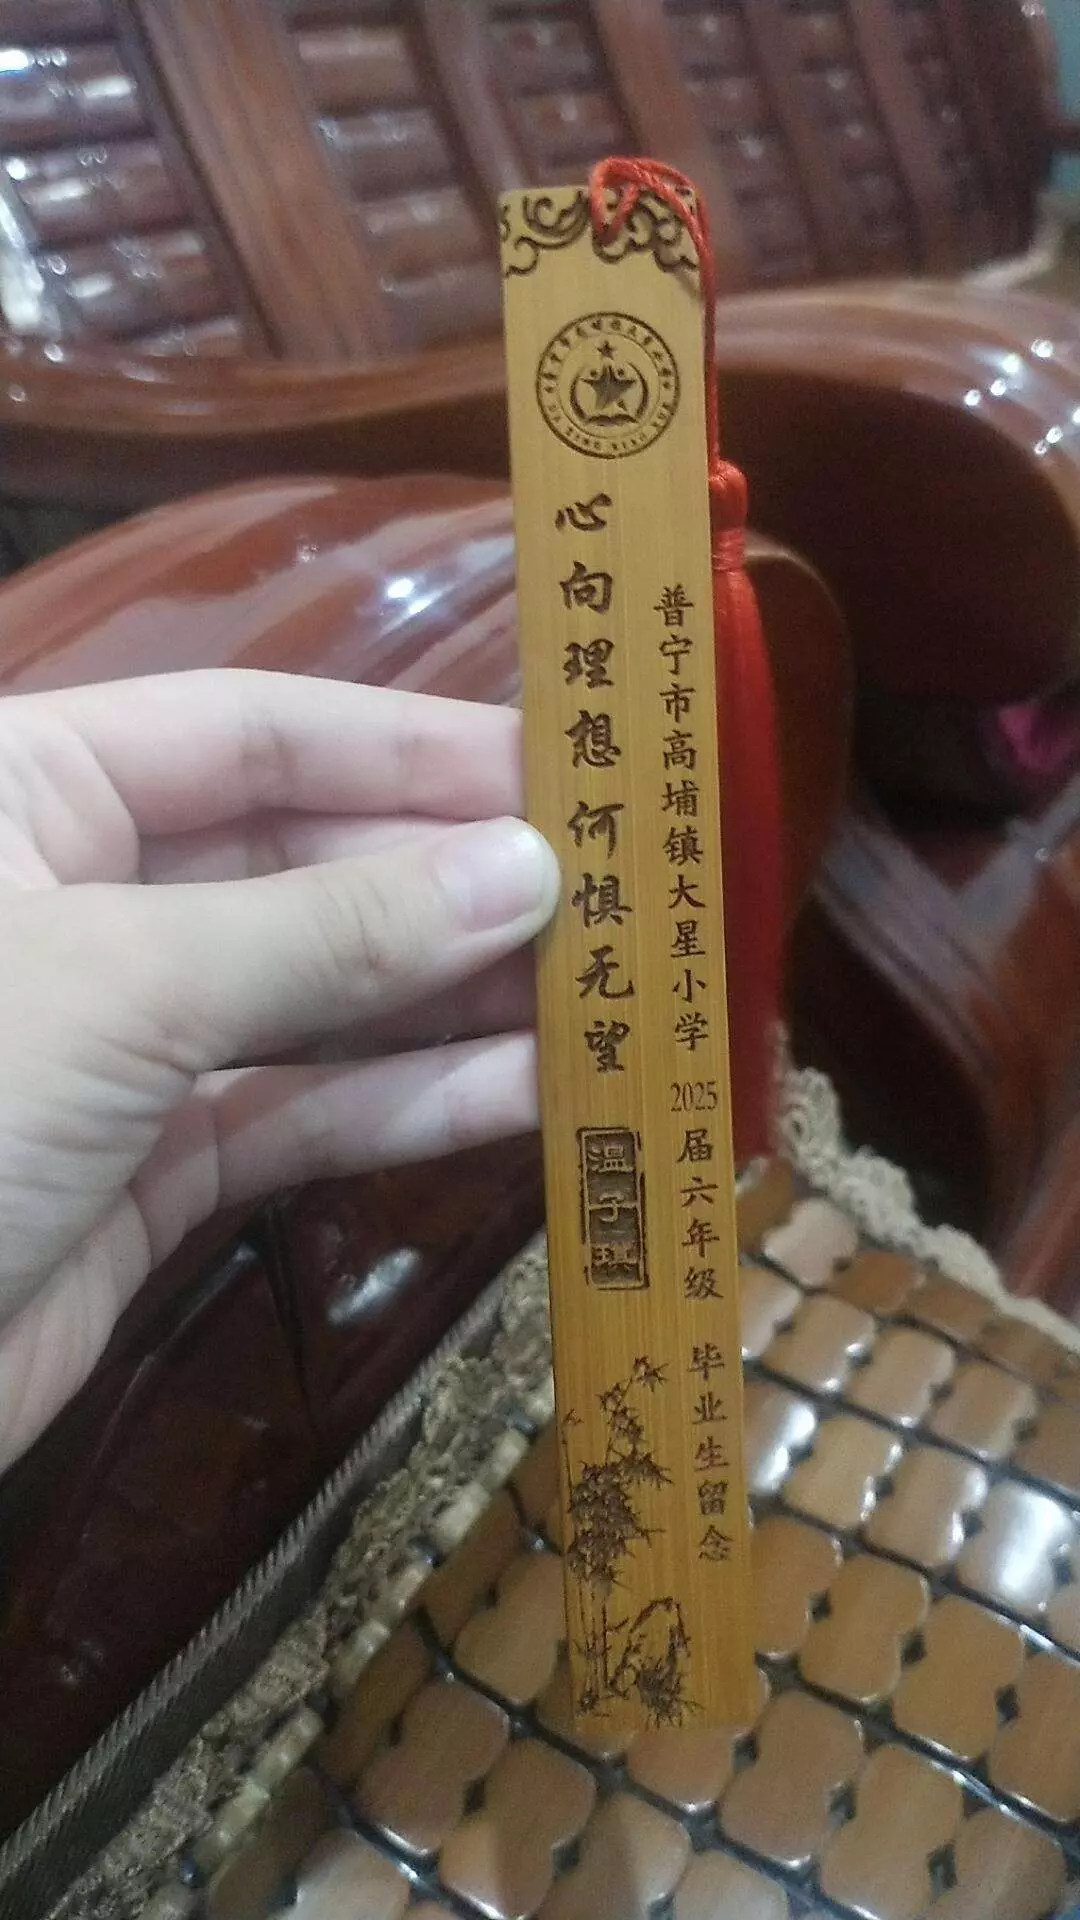 心向理想何惧无望
温子琪
普宁市高埔镇大星小学 2025届六年级 毕业生留念